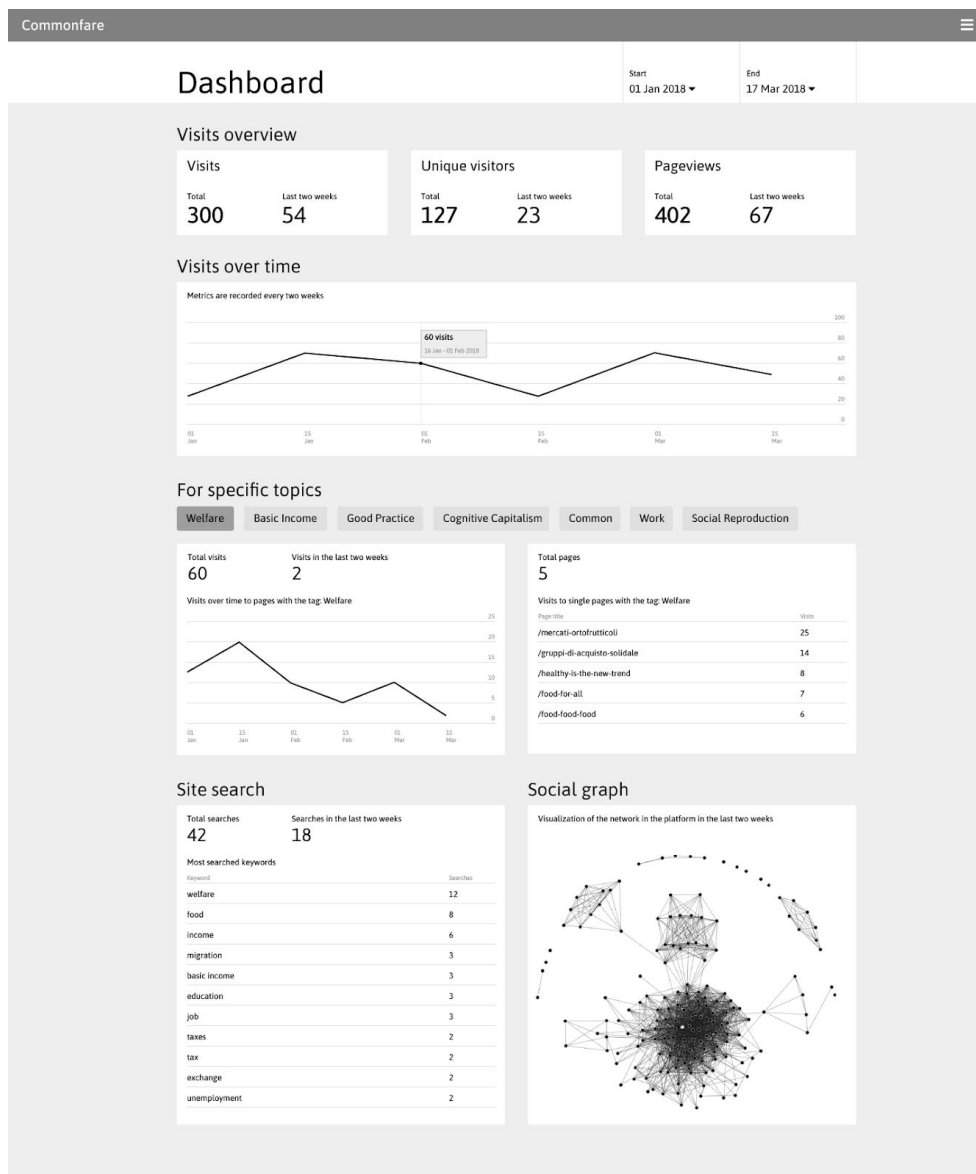 Commonfare
Dashboard
Start
01 Jan 2018
End
17 Mar 2018
Visits overview
Visits
Total
300
Last two weeks
54
Unique visitors
Total
127
Last two weeks
23
Pageviews
Total
402
Last two weeks
67
Visits over time
Metrics are recorded every two weeks
100
80
60
40
20
0
60 visits
16 Jan - 01 Feb 2018
01 Jan
15 Jan
01 Feb
15 Feb
01 Mar
15 Mar
For specific topics
Welfare
Basic Income
Good Practice
Cognitive Capitalism
Common
Work
Social Reproduction
Total visits
60
Visits in the last two weeks
2
Visits over time to pages with the tag: Welfare
25
20
15
10
5
0
01 Jan
15 Jan
01 Feb
15 Feb
01 Mar
15 Mar
Total pages
5
Visits to single pages with the tag: Welfare
Page title Visits
/mercati-ortofrutticoli 25
/gruppi-di-acquisto-solidale 14
/healthy-is-the-new-trend 8
/food-for-all 7
/food-food-food 6
Site search
Total searches
42
Searches in the last two weeks
18
Most searched keywords
Keyword Searches
welfare 12
food 8
income 6
migration 3
basic income 3
education 3
job 3
taxes 2
tax 2
exchange 2
unemployment 2
Social graph
Visualization of the network in the platform in the last two weeks